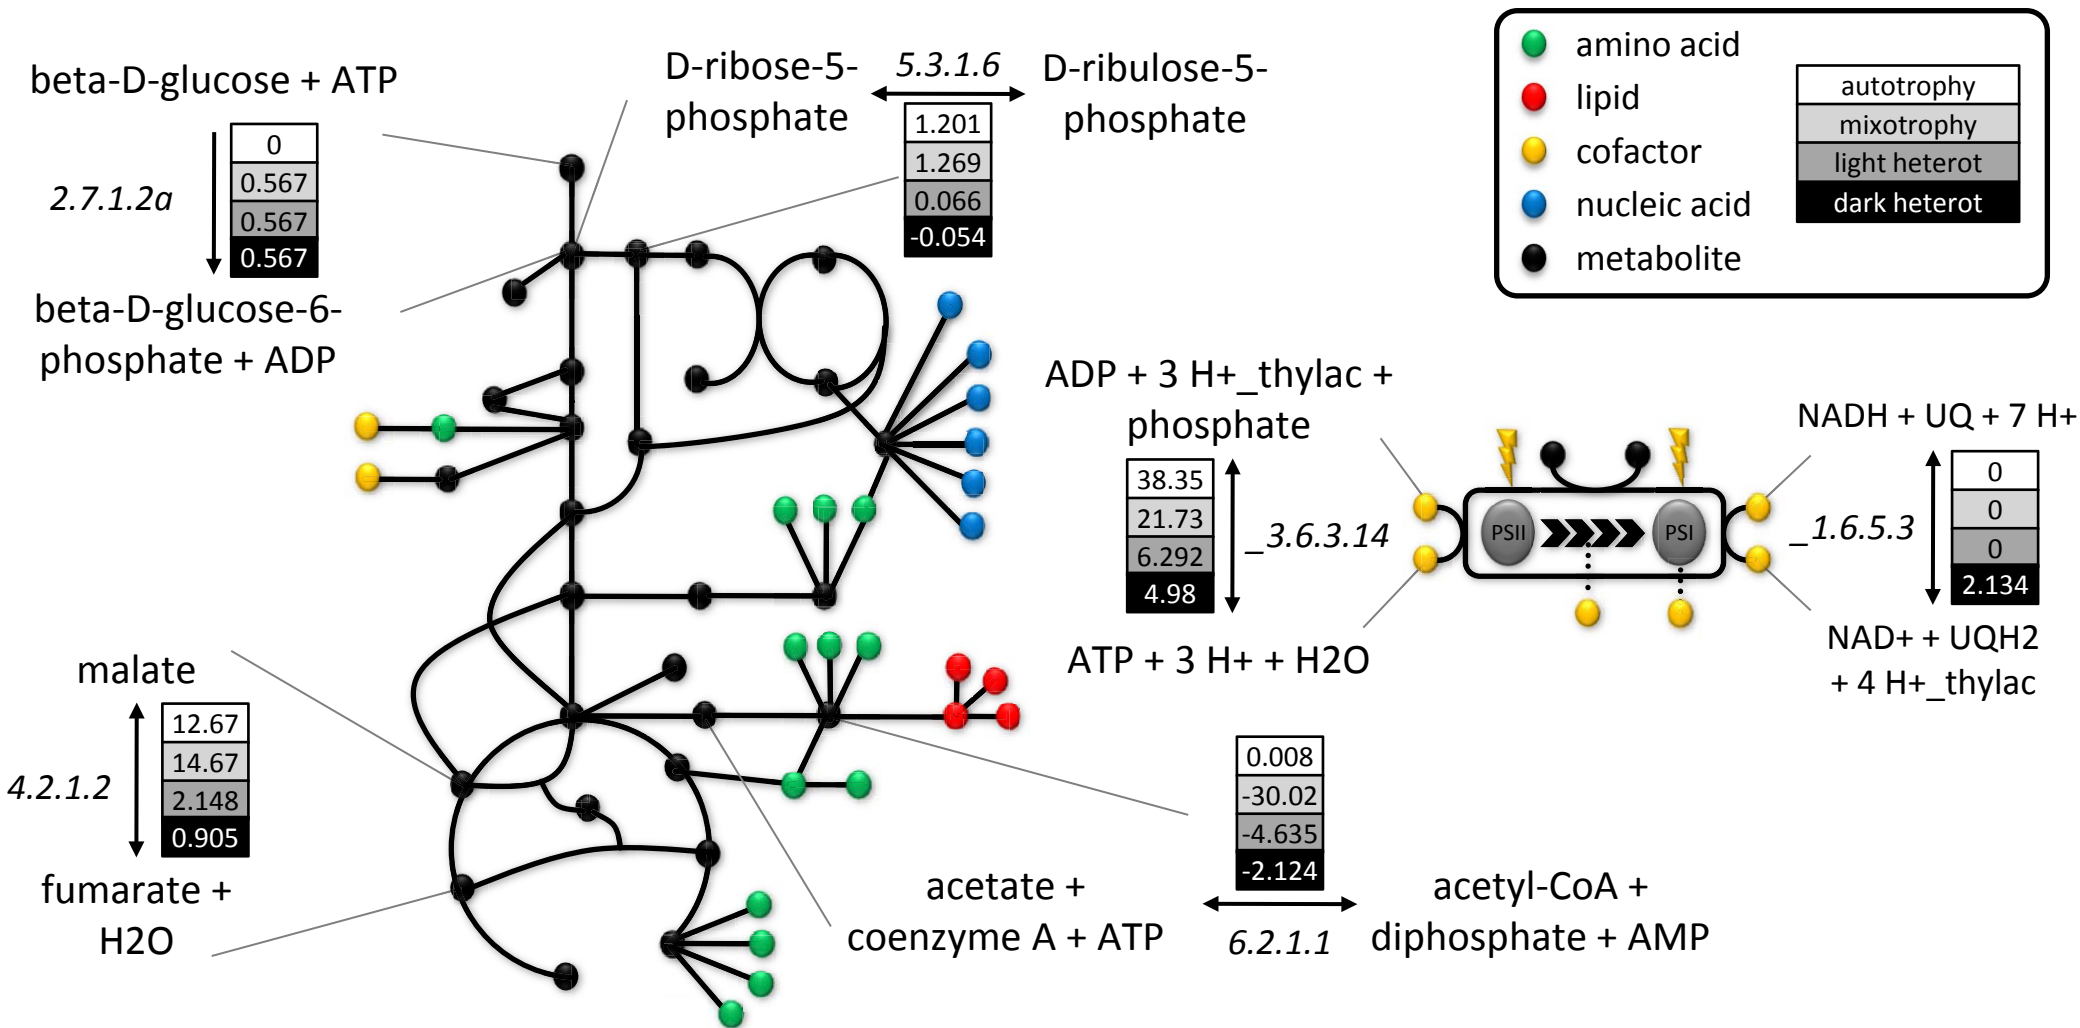 beta-D-glucose + ATP
2.7.1.2a
0
0.567
0.567
0.567
beta-D-glucose-6-
phosphate + ADP
D-ribose-5-
phosphate
5.3.1.6
1.201
1.269
0.066
-0.054
D-ribulose-5-
phosphate
amino acid
lipid
cofactor
nucleic acid
metabolite
autotrophy
mixotrophy
light heterot
dark heterot
ADP + 3 H+_thylac +
phosphate
38.35
21.73
6.292
4.98
_3.6.3.14
ATP + 3 H+ + H2O
PSII
PSI
NADH + UQ + 7 H+
_1.6.5.3
0
0
0
2.134
NAD+ + UQH2
+ 4 H+_thylac
malate
4.2.1.2
12.67
14.67
2.148
0.905
fumarate +
H2O
acetate +
coenzyme A + ATP
0.008
-30.02
-4.635
-2.124
6.2.1.1
acetyl-CoA +
diphosphate + AMP